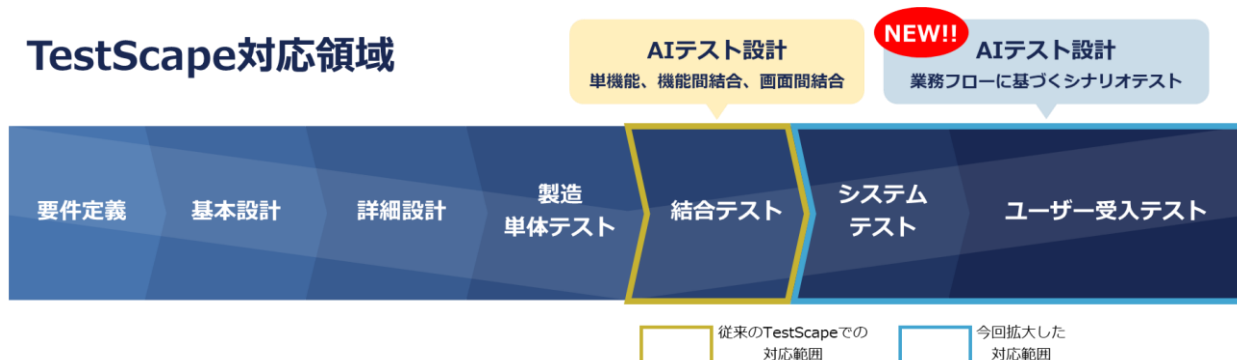 TestScape対応領域
AIテスト設計
単機能、機能間結合、画面間結合
NEW!!
AIテスト設計
業務フローに基づくシナリオテスト
要件定義
基本設計
詳細設計
製造
単体テスト
結合テスト
システム
テスト
ユーザー受入テスト
従来のTestScapeでの
対応範囲
今回拡大した
対応範囲